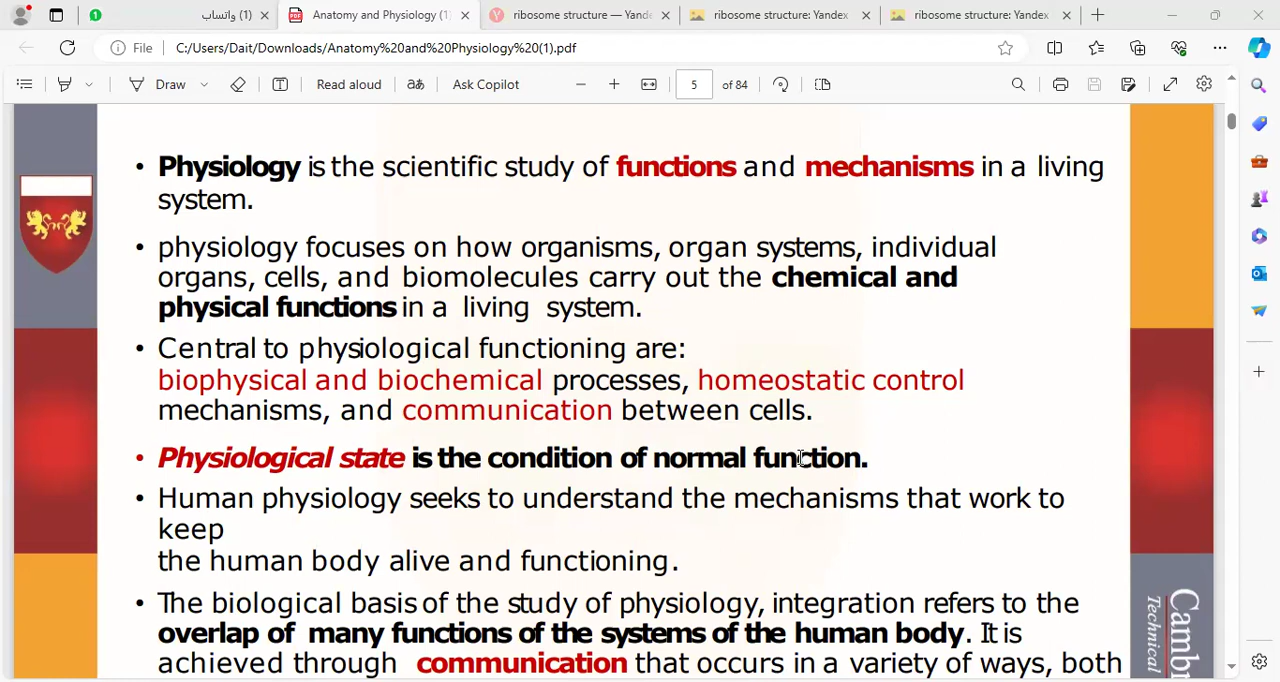 (1) واتساب
Anatomy and Physiology (1)
ribosome structure — Yande
ribosome structure: Yandex
ribosome structure: Yandex
File
C:/Users/Dait/Downloads/Anatomy%20and%20Physiology%20(1).pdf
Draw
Read aloud
aあ
Ask Copilot
5 of 84
• Physiology is the scientific study of functions and mechanisms in a living
system.
• physiology focuses on how organisms, organ systems, individual
organs, cells, and biomolecules carry out the chemical and
physical functions in a living system.
• Central to physiological functioning are:
biophysical and biochemical processes, homeostatic control
mechanisms, and communication between cells.
• Physiological state is the condition of normal function.
• Human physiology seeks to understand the mechanisms that work to
keep
the human body alive and functioning.
• The biological basis of the study of physiology, integration refers to the
overlap of many functions of the systems of the human body. It is
achieved through communication that occurs in a variety of ways, both
Cambr
Technical